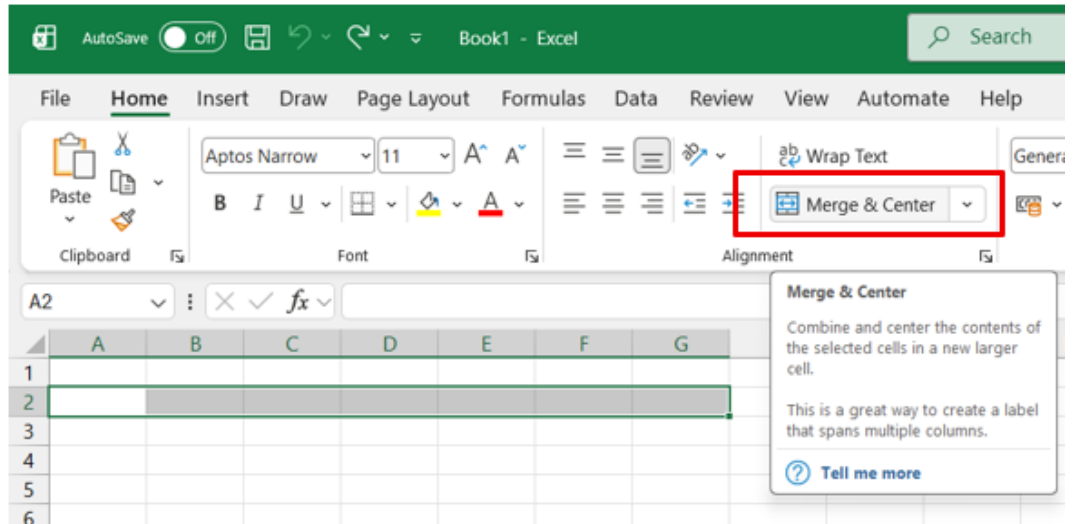 AutoSave Off Book1 - Excel Search
File Home Insert Draw Page Layout Formulas Data Review View Automate Help
Paste
Aptos Narrow 11 A A
ab Wrap Text
c
General
B I U A
Merge & Center
Clipboard Font Alignment
A2 fx
Merge & Center
Combine and center the contents of
the selected cells in a new larger
cell.
This is a great way to create a label
that spans multiple columns.
? Tell me more
A B C D E F G
1
2
3
4
5
6